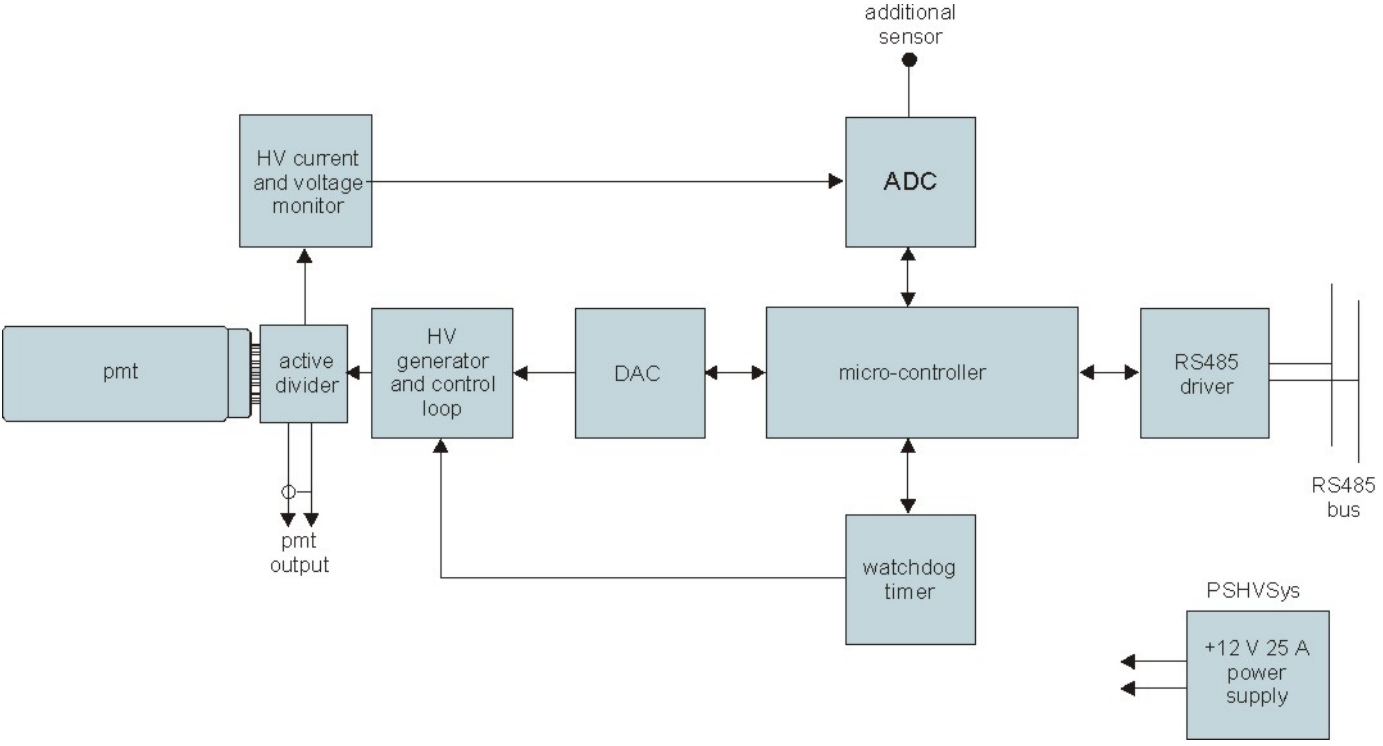 additional
sensor
HV current
and voltage
monitor
ADC
pmt
active
divider
HV
generator
and control
loop
DAC
micro-controller
RS485
driver
RS485
bus
pmt
output
watchdog
timer
PSHVSys
+12 V 25 A
power
supply